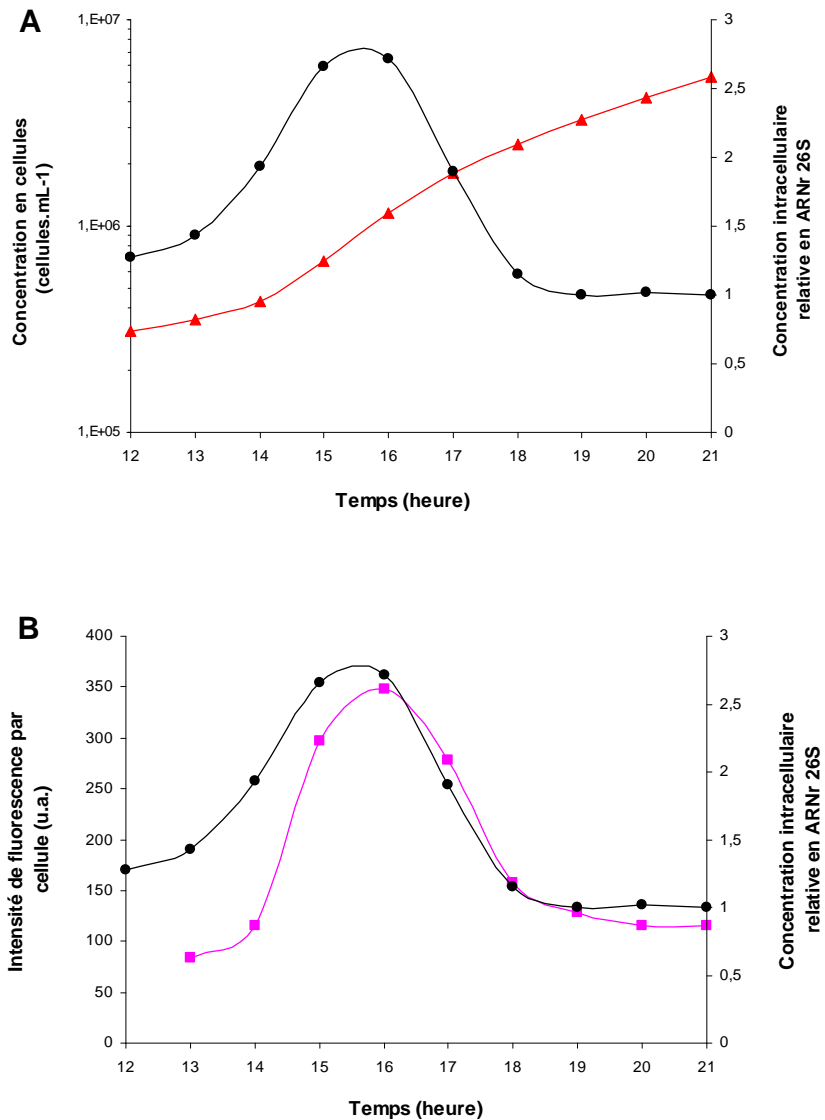 A
1,E+07
1,E+06
1,E+05
Concentration en cellules
(cellules.mL-1)
3
2,5
2
1,5
1
0,5
0
Concentration intracellulaire
relative en ARNr 26S
12 13 14 15 16 17 18 19 20 21
Temps (heure)
B
400
350
300
250
200
150
100
50
0
Intensité de fluorescence par
cellule (u.a.)
3
2,5
2
1,5
1
0,5
0
Concentration intracellulaire
relative en ARNr 26S
12 13 14 15 16 17 18 19 20 21
Temps (heure)